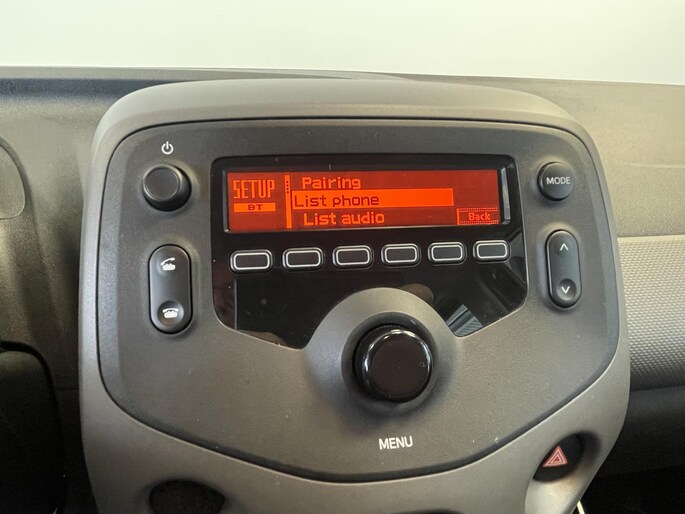 SETUP
BT
Pairing
List phone
List audio
Back
MODE
MENU